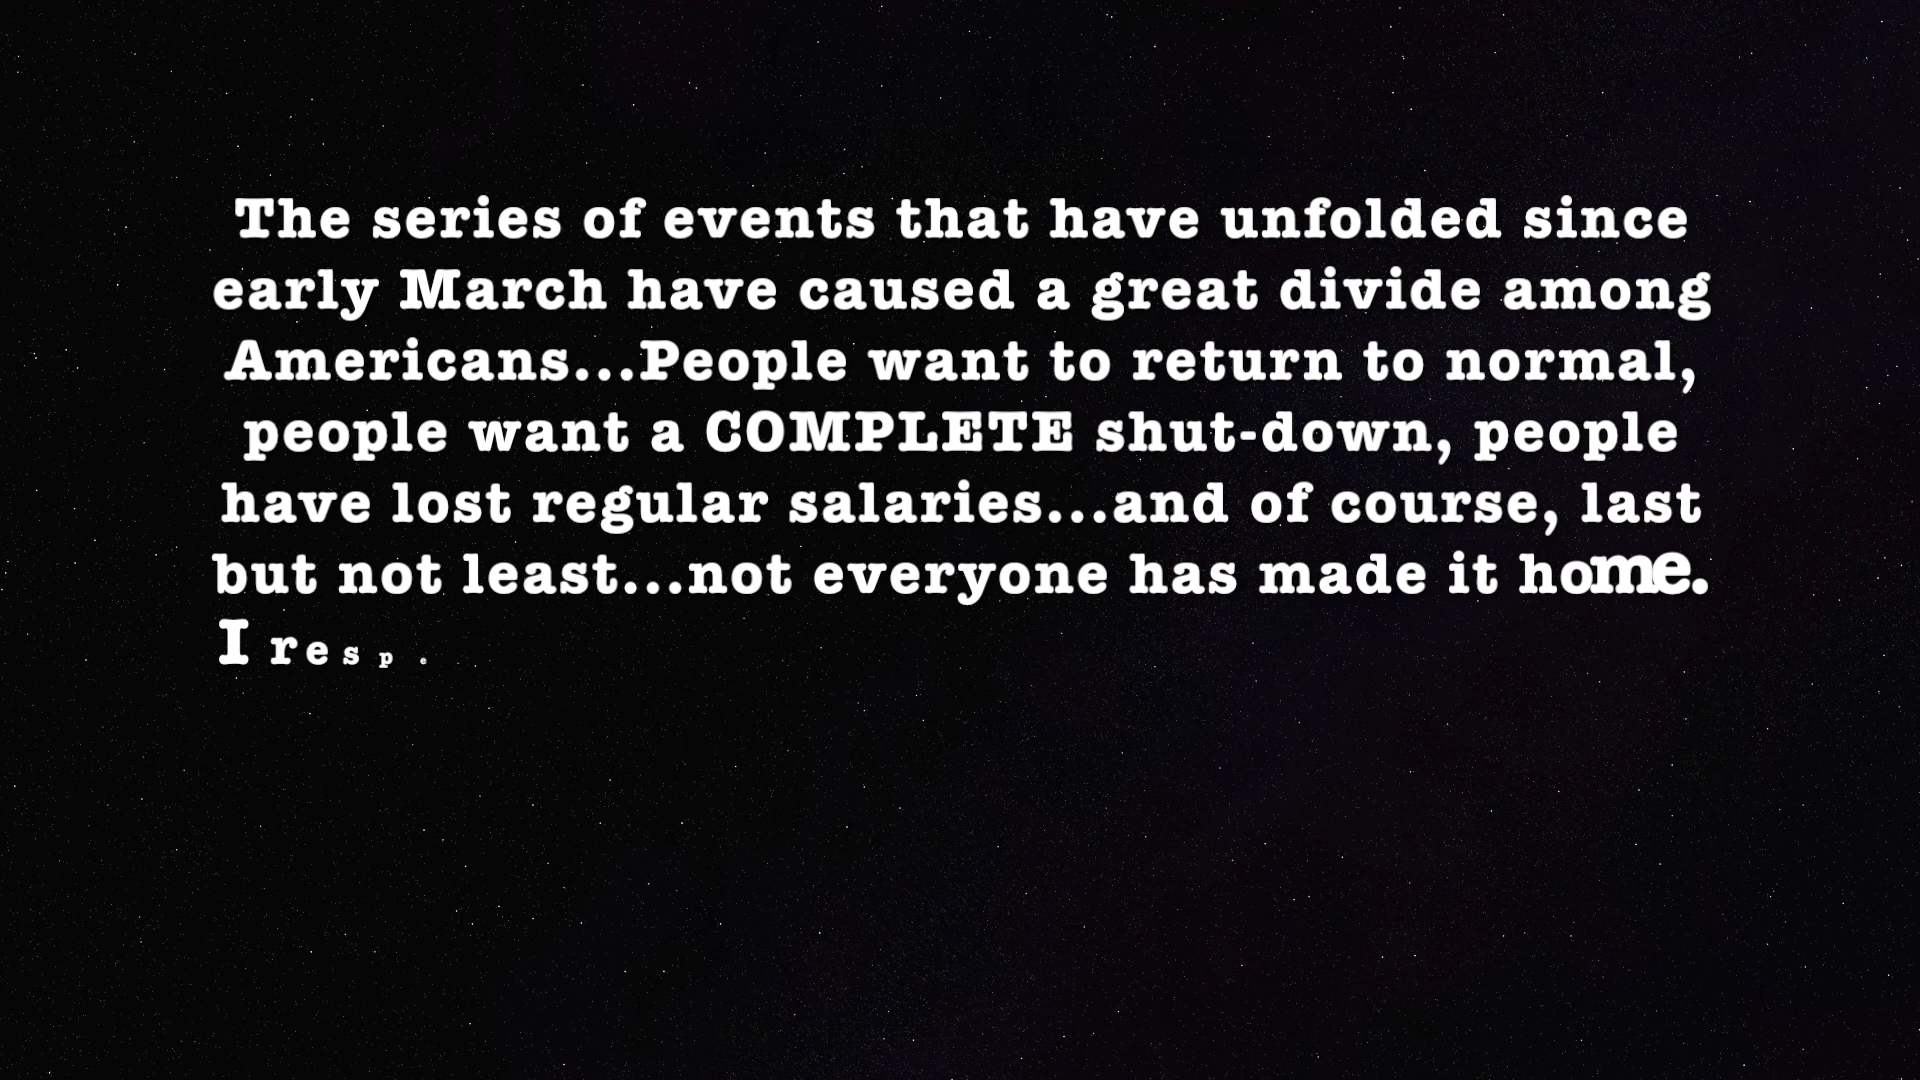 The series of events that have unfolded since
early March have caused a great divide among
Americans...People want to return to normal,
people want a COMPLETE shut-down, people
have lost regular salaries...and of course, last
but not least...not everyone has made it home.
I resp